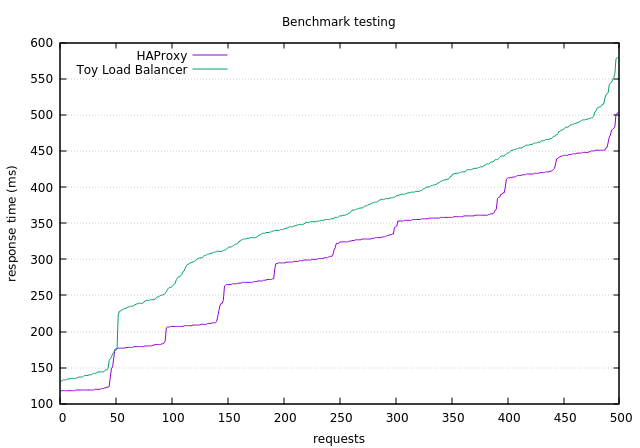 Benchmark testing
HAProxy
Toy Load Balancer
600
550
500
450
400
350
300
250
200
150
100
response time (ms)
0 50 100 150 200 250 300 350 400 450 500
requests